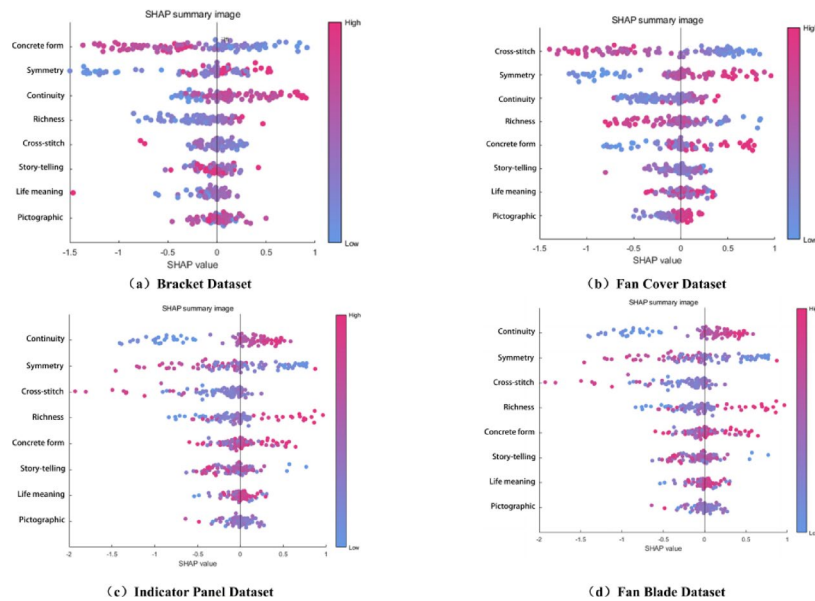 SHAP summary image
High
Concrete form
Symmetry
Continuity
Richness
Cross-stitch
Story-telling
Life meaning
Pictographic
Low
-1.5 -1 -0.5 0 0.5 1
SHAP value
(a) Bracket Dataset
SHAP summary image
High
Cross-stitch
Symmetry
Continuity
Richness
Concrete form
Story-telling
Life meaning
Pictographic
Low
-1.5 -1 -0.5 0 0.5 1
SHAP value
(b) Fan Cover Dataset
SHAP summary image
High
Continuity
Symmetry
Cross-stitch
Richness
Concrete form
Story-telling
Life meaning
Pictographic
Low
-2 -1.5 -1 -0.5 0 0.5 1
SHAP value
(c) Indicator Panel Dataset
SHAP summary image
Continuity
Symmetry
Cross-stitch
Richness
Concrete form
Story-telling
Life meaning
Pictographic
-2 -1.5 -1 -0.5 0 0.5 1
SHAP value
(d) Fan Blade Dataset